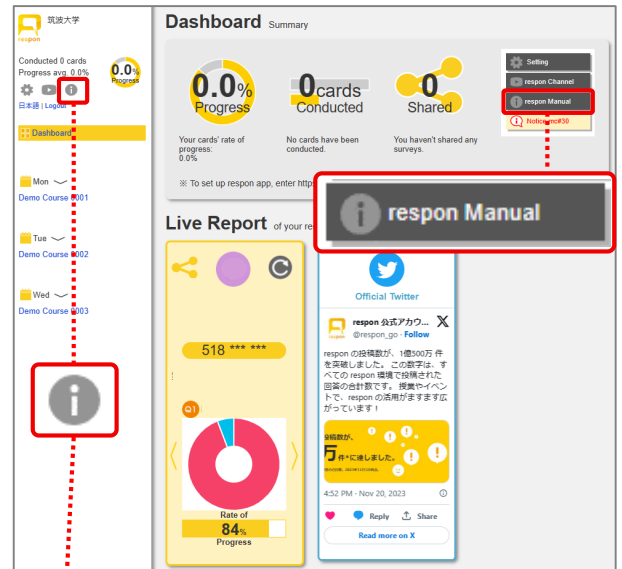 筑波大学
respon
Conducted 0 cards
Progress avg. 0.0%
0.0%
Progress
日本語 | Logout
Dashboard
Mon
Demo Course 0001
Tue
Demo Course 0002
Wed
Demo Course 0003
Dashboard Summary
0.0%
Progress
0cards
Conducted
0
Shared
Your cards' rate of
progress:
0.0%
No cards have been
conducted.
You haven't shared any
surveys.
※ To set up respon app, enter https
Setting
respon Channel
respon Manual
Notice
#30
respon Manual
Live Report of your re
518 *** ***
Q1
Rate of
84%
Progress
Official Twitter
respon 公式アカウ...
@respon_go · Follow
respon の投稿数が、1億500万 件
を突破しました。 この数字は、す
べての respon 環境で投稿された
回答の合計数です。 授業やイベン
トで、respon の活用がますます広
がっています！
投稿数が、
万件*に達しました。
4:52 PM · Nov 20, 2023
Reply
Share
Read more on X